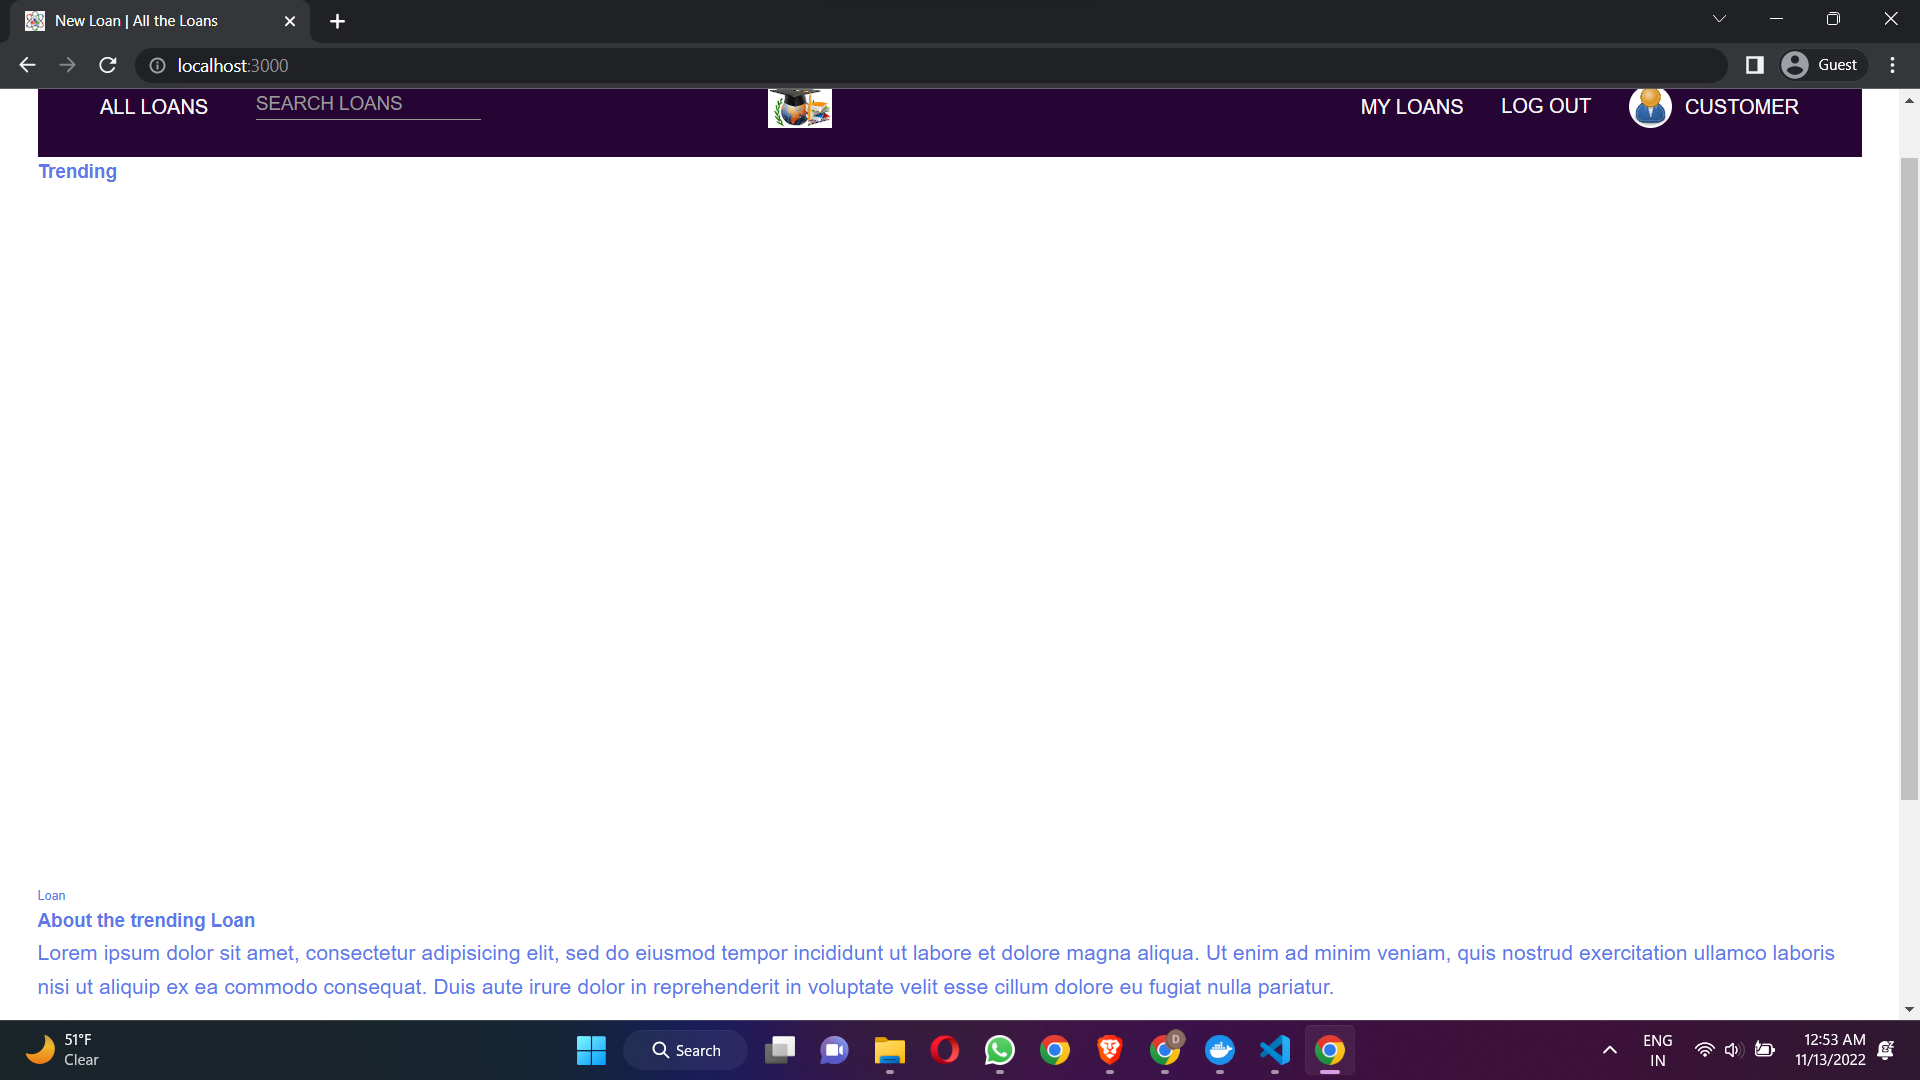 New Loan | All the Loans
localhost:3000
Guest
ALL LOANS
SEARCH LOANS
MY LOANS
LOG OUT
CUSTOMER
Trending
Loan
About the trending Loan
Lorem ipsum dolor sit amet, consectetur adipisicing elit, sed do eiusmod tempor incididunt ut labore et dolore magna aliqua. Ut enim ad minim veniam, quis nostrud exercitation ullamco laboris
nisi ut aliquip ex ea commodo consequat. Duis aute irure dolor in reprehenderit in voluptate velit esse cillum dolore eu fugiat nulla pariatur.
51°F
Clear
Search
D
ENG
IN
12:53 AM
11/13/2022